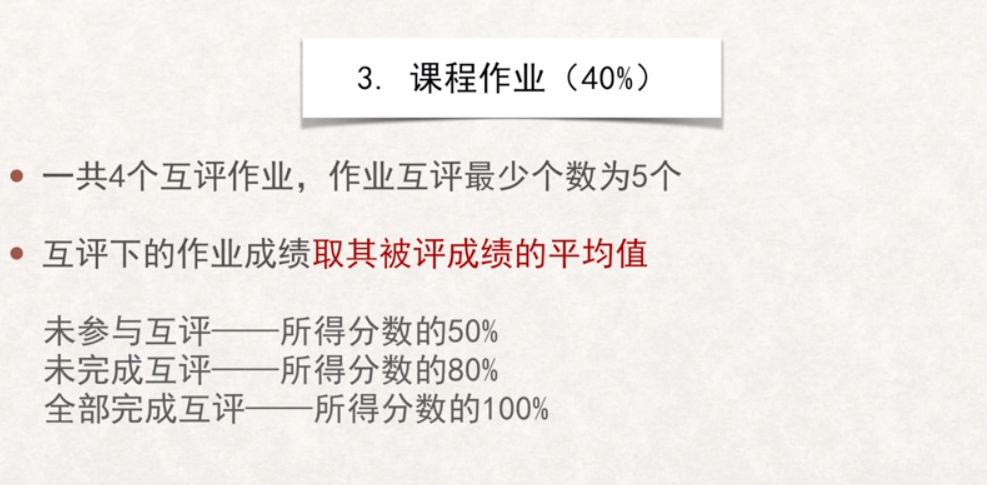 3. 课程作业（40%）
一共4个互评作业，作业互评最少个数为5个
互评下的作业成绩取其被评成绩的平均值
未参与互评——所得分数的50%
未完成互评——所得分数的80%
全部完成互评——所得分数的100%